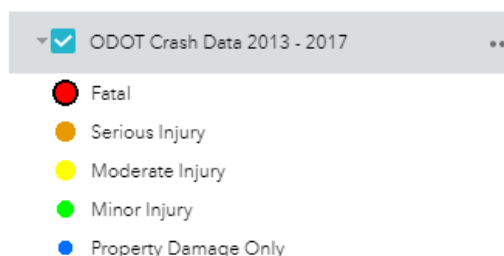 ODOT Crash Data 2013 - 2017
Fatal
Serious Injury
Moderate Injury
Minor Injury
Property Damage Only